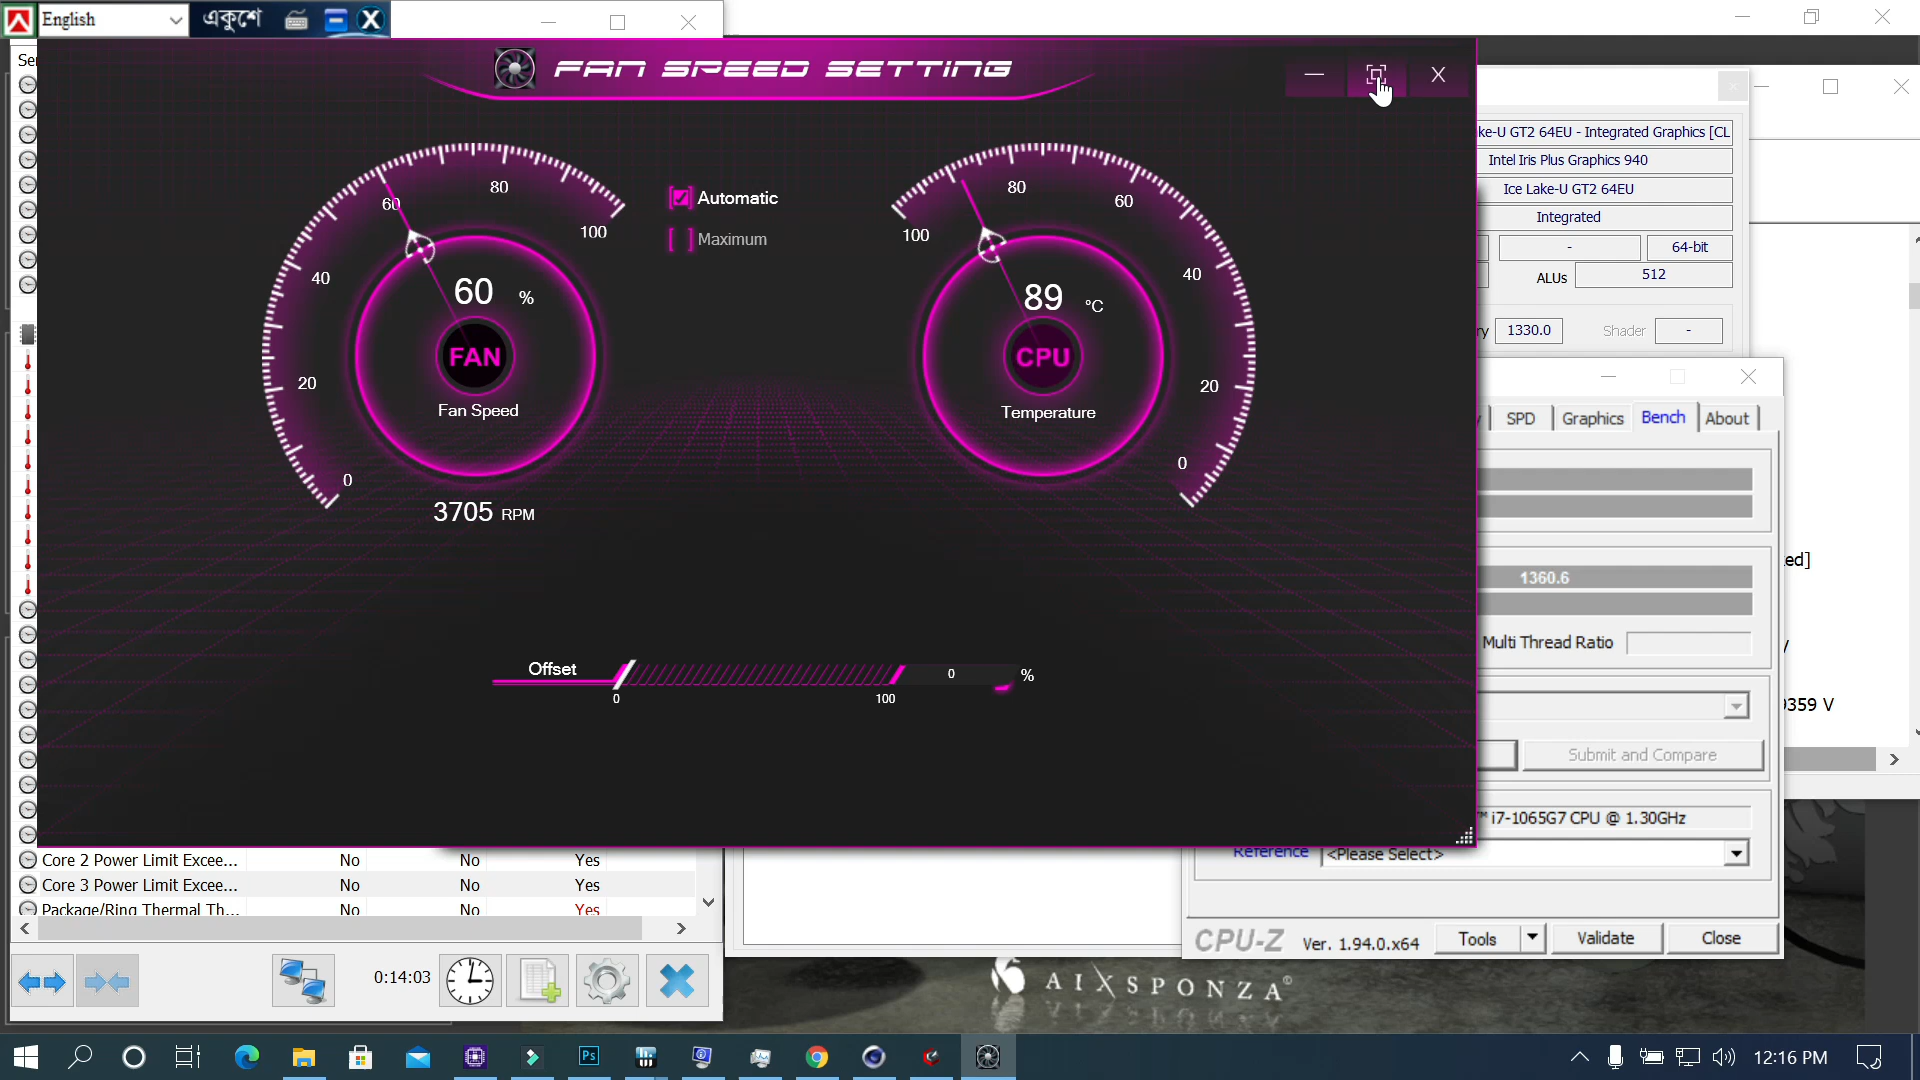 English
একুশে
Se
FAN SPEED SETTING
X
60
80
100
40
20
0
60 %
FAN
Fan Speed
3705 RPM
Automatic
Maximum
100
80
60
40
20
0
89 °C
CPU
Temperature
Offset
0 %
0
100
ke-U GT2 64EU - Integrated Graphics [CL
Intel Iris Plus Graphics 940
Ice Lake-U GT2 64EU
Integrated
-
64-bit
ALUs
512
ry
1330.0
Shader
-
y
SPD
Graphics
Bench
About
1360.6
Multi Thread Ratio
Submit and Compare
i7-1065G7 CPU @ 1.30GHz
Reference
<Please Select>
CPU-Z
Ver. 1.94.0.x64
Tools
Validate
Close
ed]
359 V
Core 2 Power Limit Excee... No No Yes
Core 3 Power Limit Excee... No No Yes
Package/Ring Thermal Th... No No Yes
0:14:03
AIXSPONZA®
Ps
12:16 PM